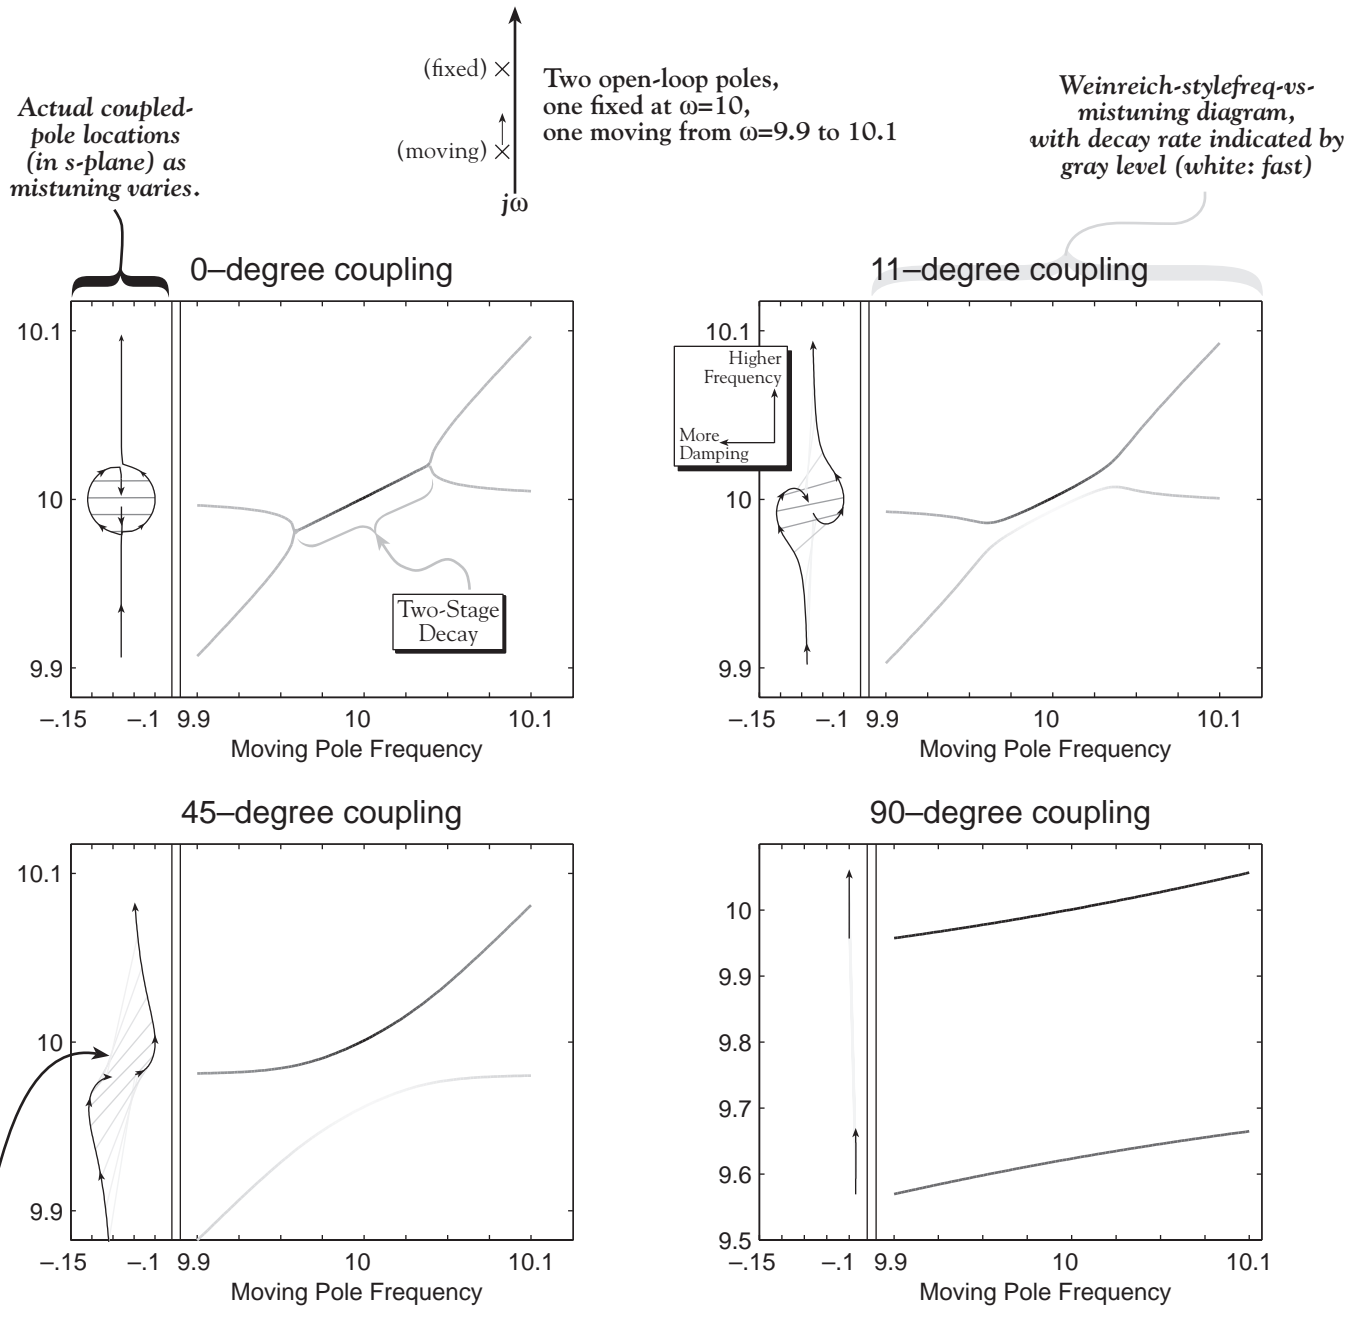 (fixed)
(moving)
jω
Two open-loop poles,
one fixed at ω=10,
one moving from ω=9.9 to 10.1
Actual coupled-
pole locations
(in s-plane) as
mistuning varies.
Weinreich-stylefreq-vs-
mistuning diagram,
with decay rate indicated by
gray level (white: fast)
0–degree coupling
10.1
10
9.9
–.15 –.1 9.9 10 10.1
Moving Pole Frequency
Two-Stage
Decay
11–degree coupling
10.1
Higher
Frequency
More
Damping
10
9.9
–.15 –.1 9.9 10 10.1
Moving Pole Frequency
45–degree coupling
10.1
10
9.9
–.15 –.1 9.9 10 10.1
Moving Pole Frequency
90–degree coupling
10
9.9
9.8
9.7
9.6
9.5
–.15 –.1 9.9 10 10.1
Moving Pole Frequency